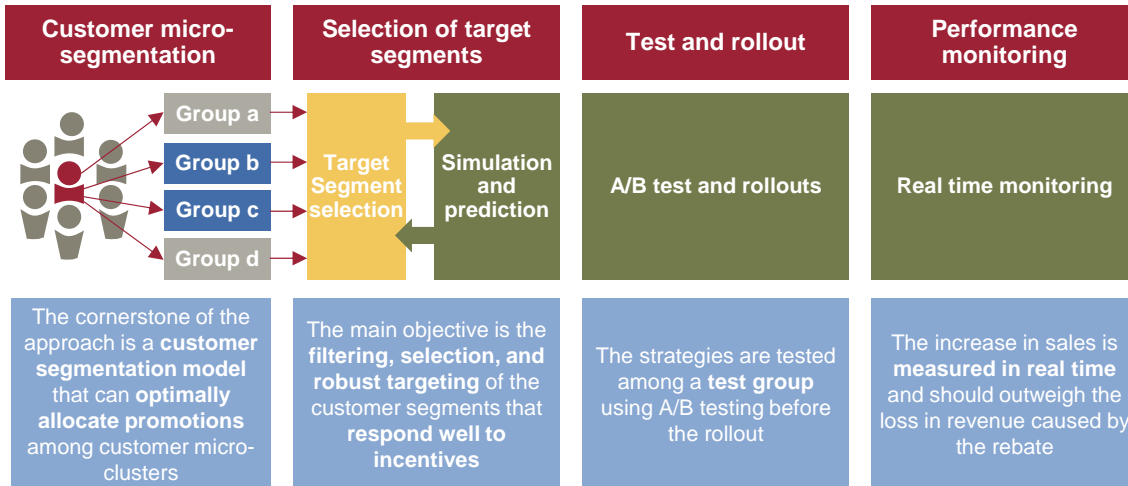 Customer micro-
segmentation
Selection of target
segments
Test and rollout
Performance
monitoring
Group a
Group b
Group c
Group d
Target
Segment
selection
Simulation
and
prediction
A/B test and rollouts
Real time monitoring
The cornerstone of the
approach is a customer
segmentation model
that can optimally
allocate promotions
among customer micro-
clusters
The main objective is the
filtering, selection, and
robust targeting of the
customer segments that
respond well to
incentives
The strategies are tested
among a test group
using A/B testing before
the rollout
The increase in sales is
measured in real time
and should outweigh the
loss in revenue caused by
the rebate